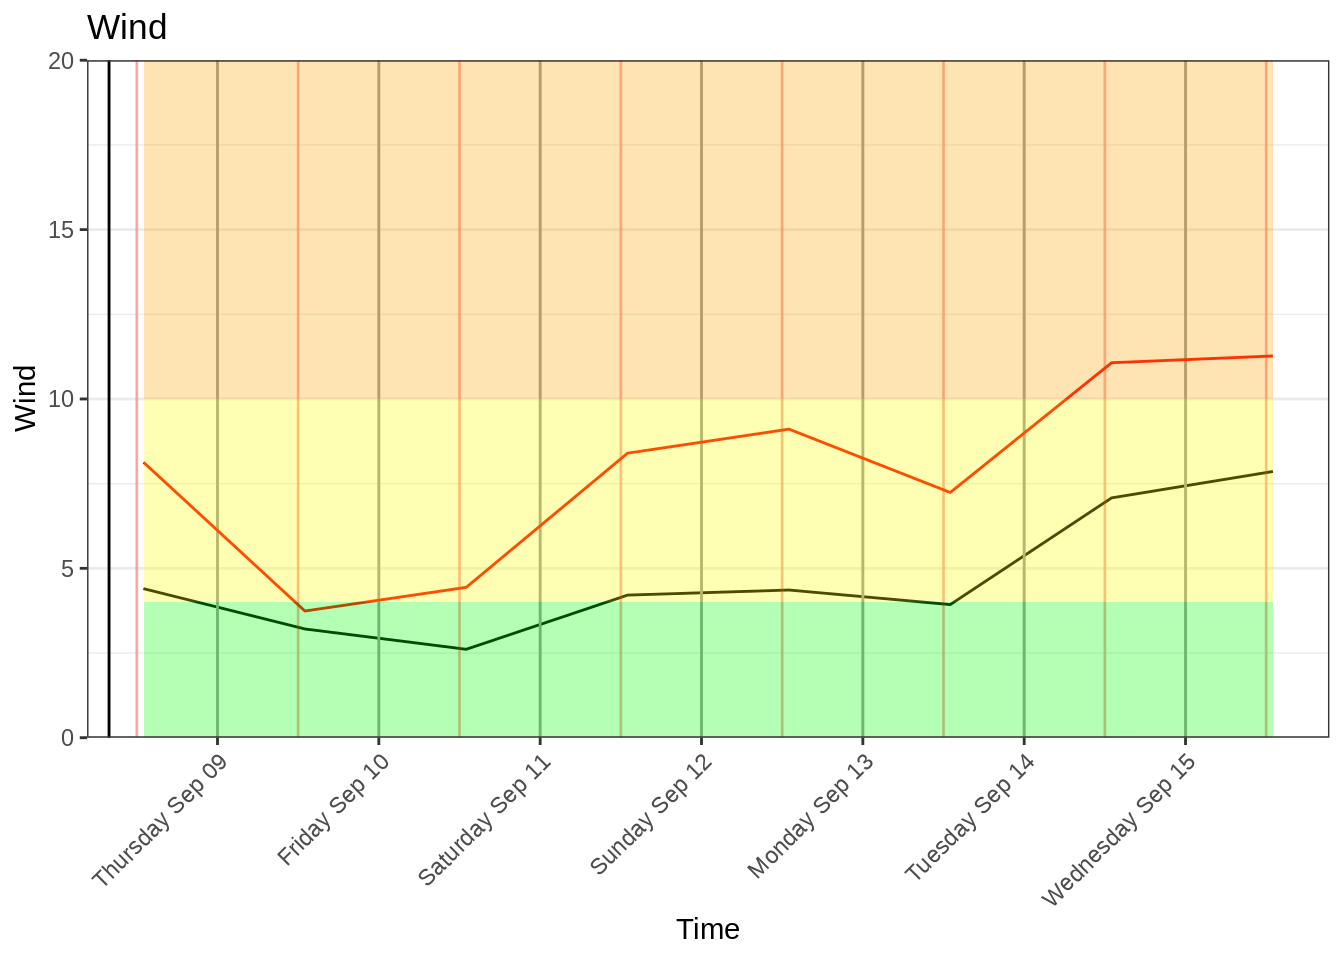 Wind
Wind
20
15
10
5
0
Thursday Sep 09
Friday Sep 10
Saturday Sep 11
Sunday Sep 12
Monday Sep 13
Tuesday Sep 14
Wednesday Sep 15
Time